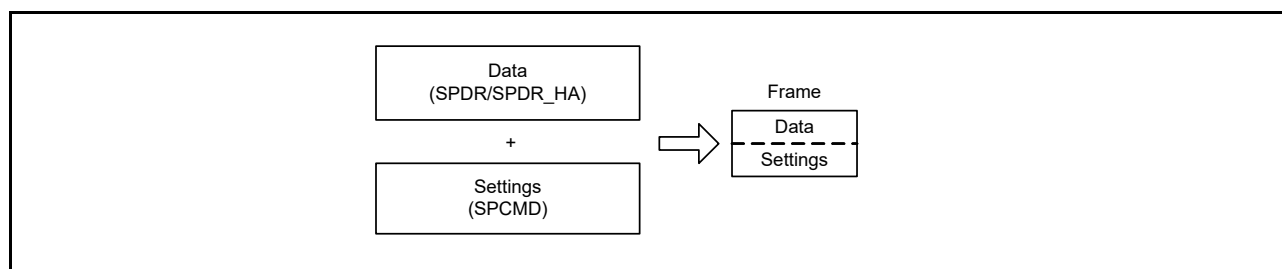 Data
(SPDR/SPDR_HA)
+
Settings
(SPCMD)
Frame
Data
Settings